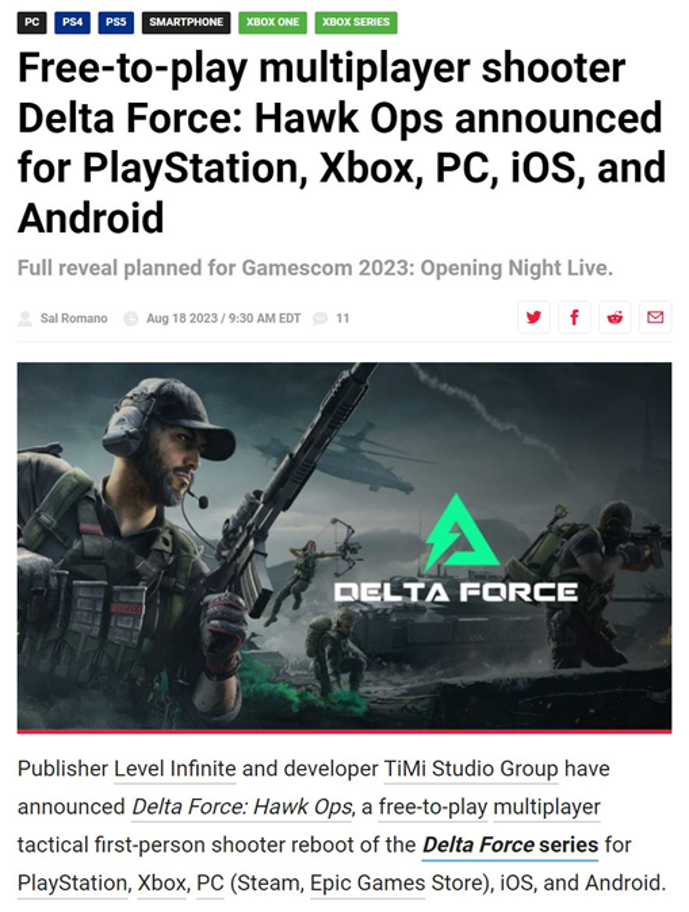 PC PS4 PS5 SMARTPHONE XBOX ONE XBOX SERIES
Free-to-play multiplayer shooter
Delta Force: Hawk Ops announced
for PlayStation, Xbox, PC, iOS, and
Android
Full reveal planned for Gamescom 2023: Opening Night Live.
Sal Romano Aug 18 2023 / 9:30 AM EDT 11
DELTA FORCE
Publisher Level Infinite and developer TiMi Studio Group have
announced Delta Force: Hawk Ops, a free-to-play multiplayer
tactical first-person shooter reboot of the Delta Force series for
PlayStation, Xbox, PC (Steam, Epic Games Store), iOS, and Android.